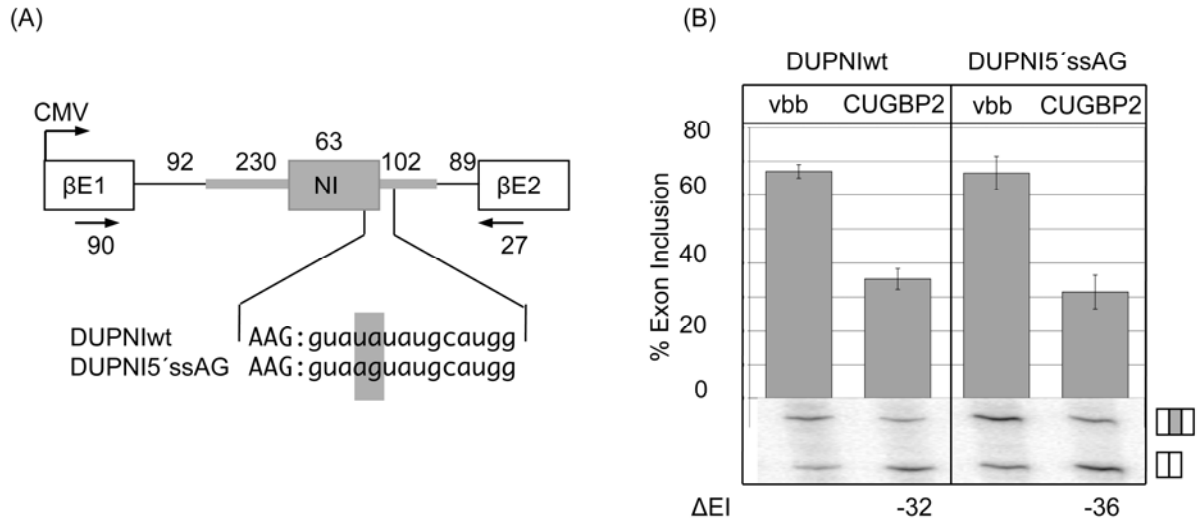 (A)
CMV
βE1
92
230
63
NI
102
89
βE2
90
27
DUPNIwt AAG:guauauaugcaugg
DUPNI5´ssAG AAG:guaaguaugcaugg
(B)
DUPNIwt DUPNI5´ssAG
vbb CUGBP2 vbb CUGBP2
% Exon Inclusion
80
60
40
20
0
ΔEI -32 -36